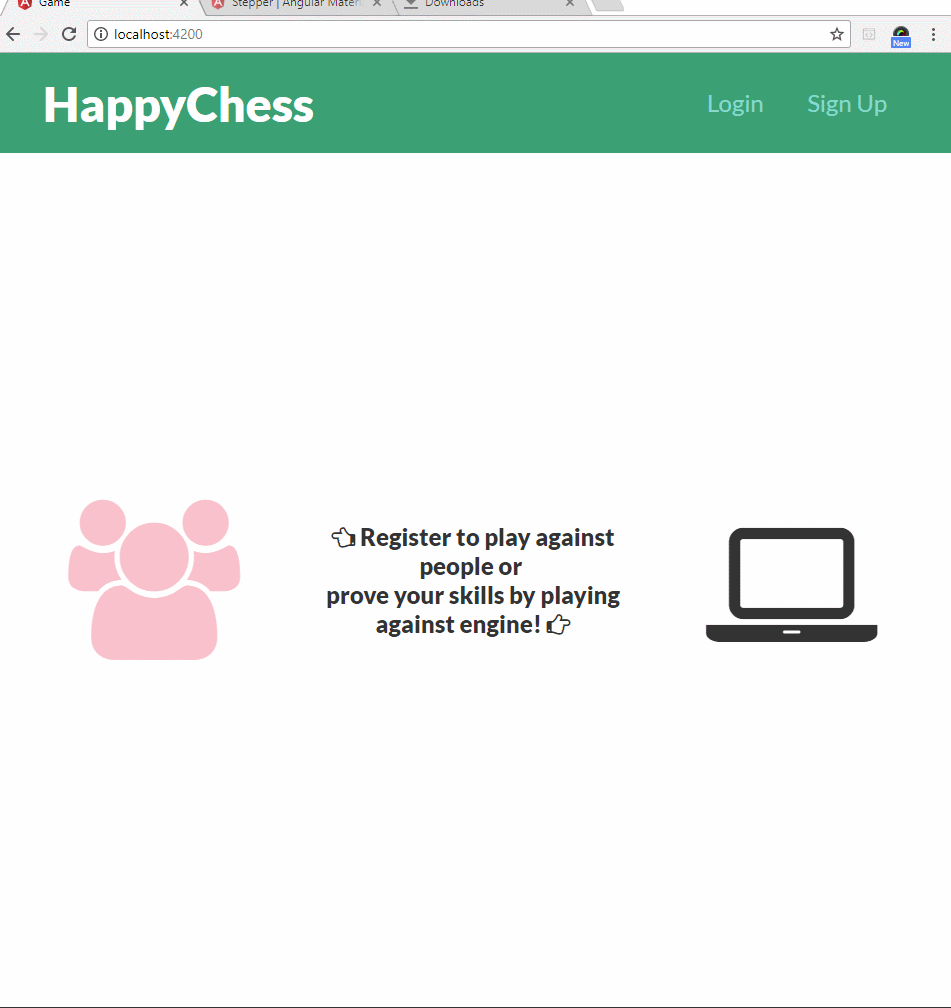 Game
Stepper | Angular Materi
Downloads
localhost:4200
New
HappyChess
Login
Sign Up
Register to play against
people or
prove your skills by playing
against engine!